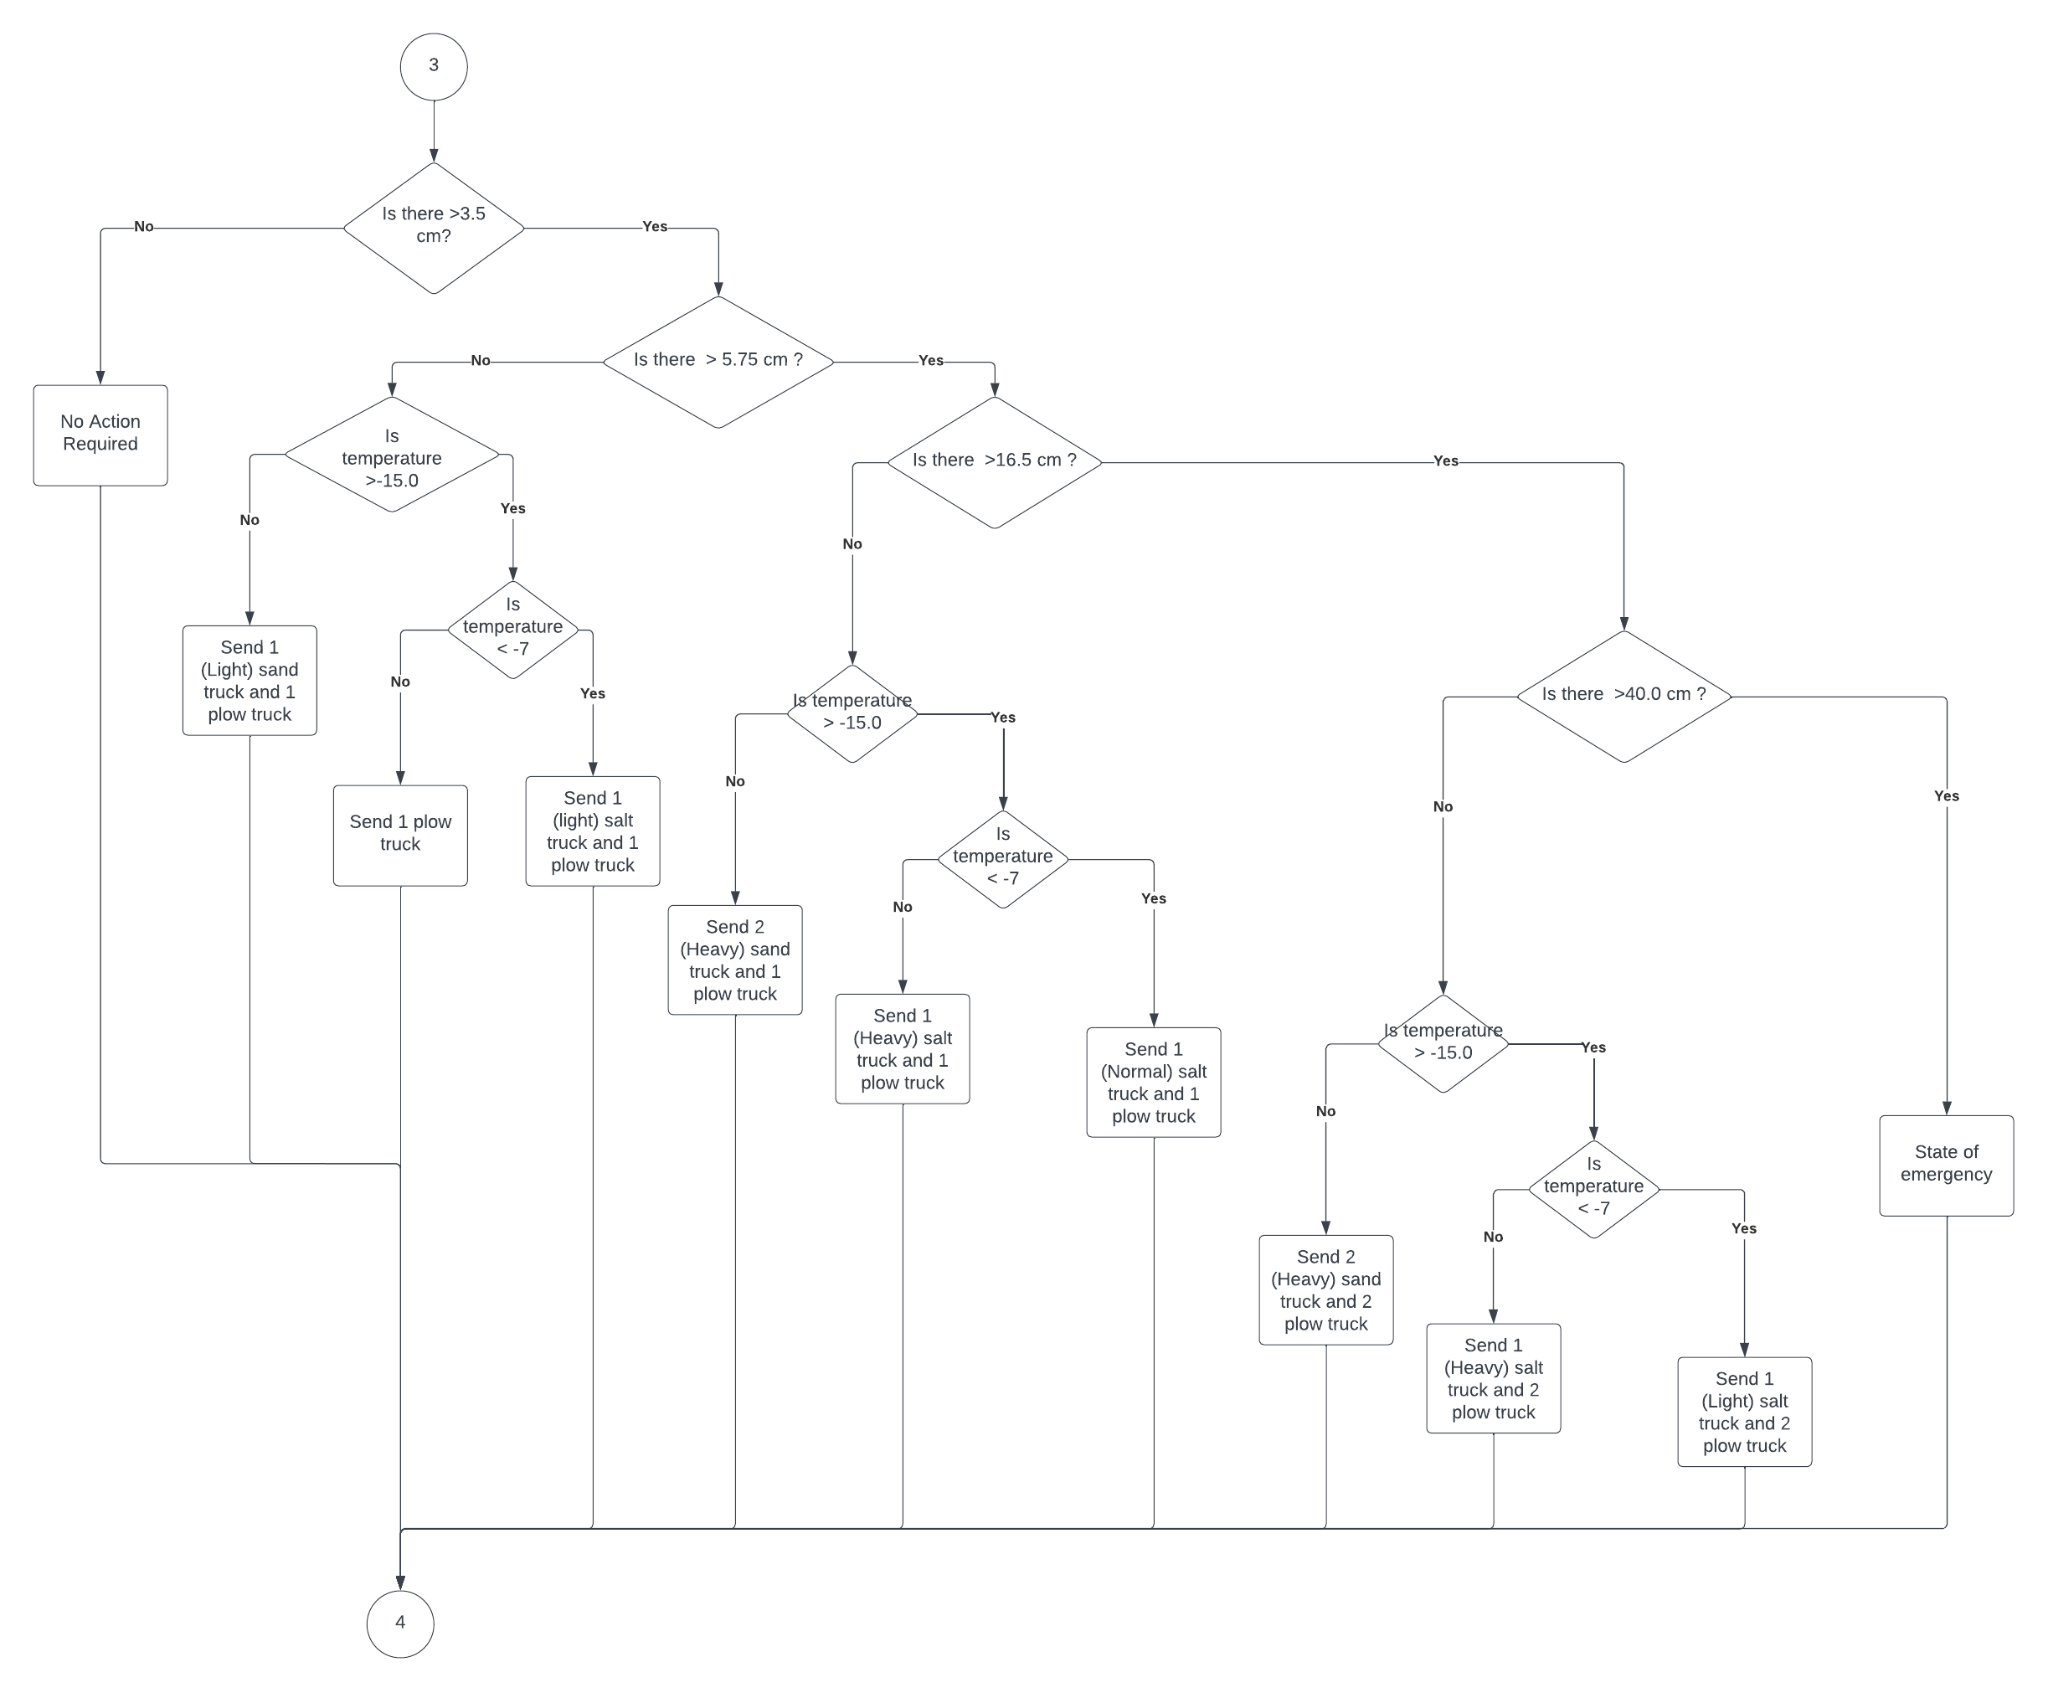 3
Is there >3.5
cm?
No
Yes
Is there  > 5.75 cm ?
No
Yes
No Action
Required
Is
temperature
>-15.0
No
Yes
Is there  >16.5 cm ?
No
Yes
Send 1
(Light) sand
truck and 1
plow truck
Is
temperature
< -7
No
Yes
Send 1 plow
truck
Send 1
(light) salt
truck and 1
plow truck
Is temperature
> -15.0
No
Yes
Send 2
(Heavy) sand
truck and 1
plow truck
Is
temperature
< -7
No
Yes
Send 1
(Heavy) salt
truck and 1
plow truck
Send 1
(Normal) salt
truck and 1
plow truck
Is there  >40.0 cm ?
No
Yes
Is temperature
> -15.0
No
Yes
Send 2
(Heavy) sand
truck and 2
plow truck
Is
temperature
< -7
No
Yes
Send 1
(Heavy) salt
truck and 2
plow truck
Send 1
(Light) salt
truck and 2
plow truck
State of
emergency
4